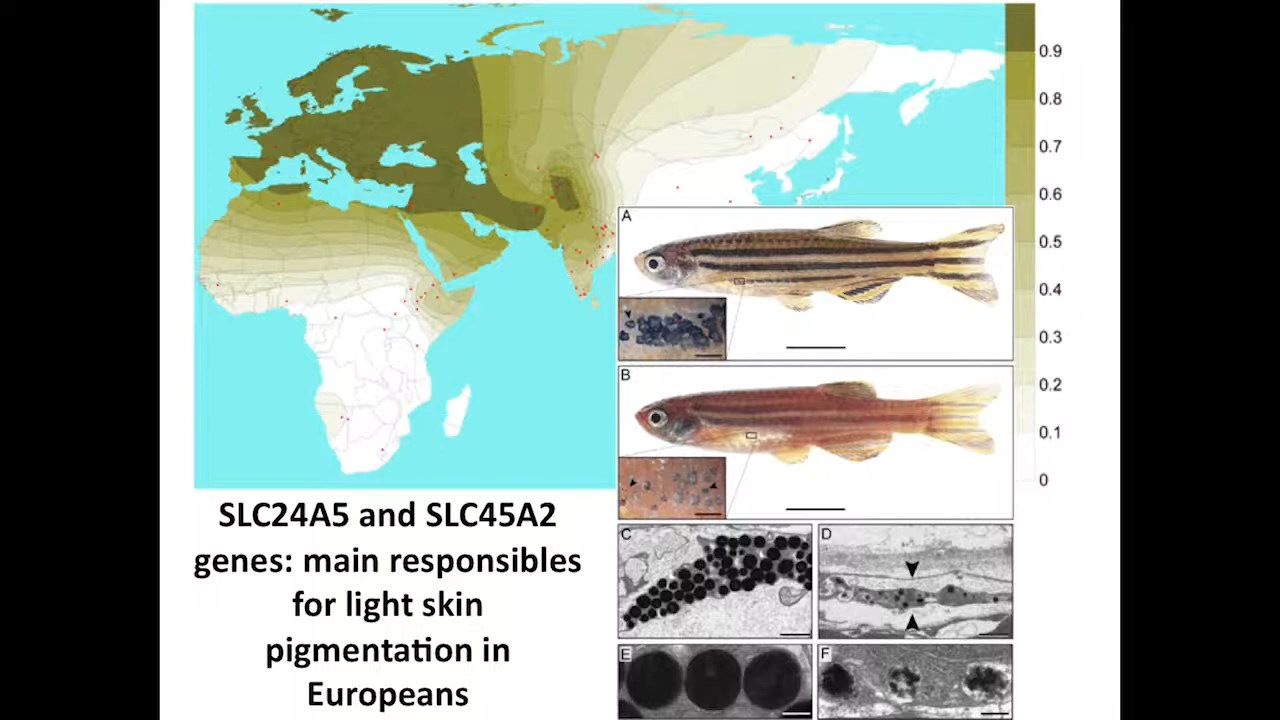 0.9
0.8
0.7
0.6
0.5
0.4
0.3
0.2
0.1
0
A
B
C
D
E
F
SLC24A5 and SLC45A2
genes: main responsibles
for light skin
pigmentation in
Europeans